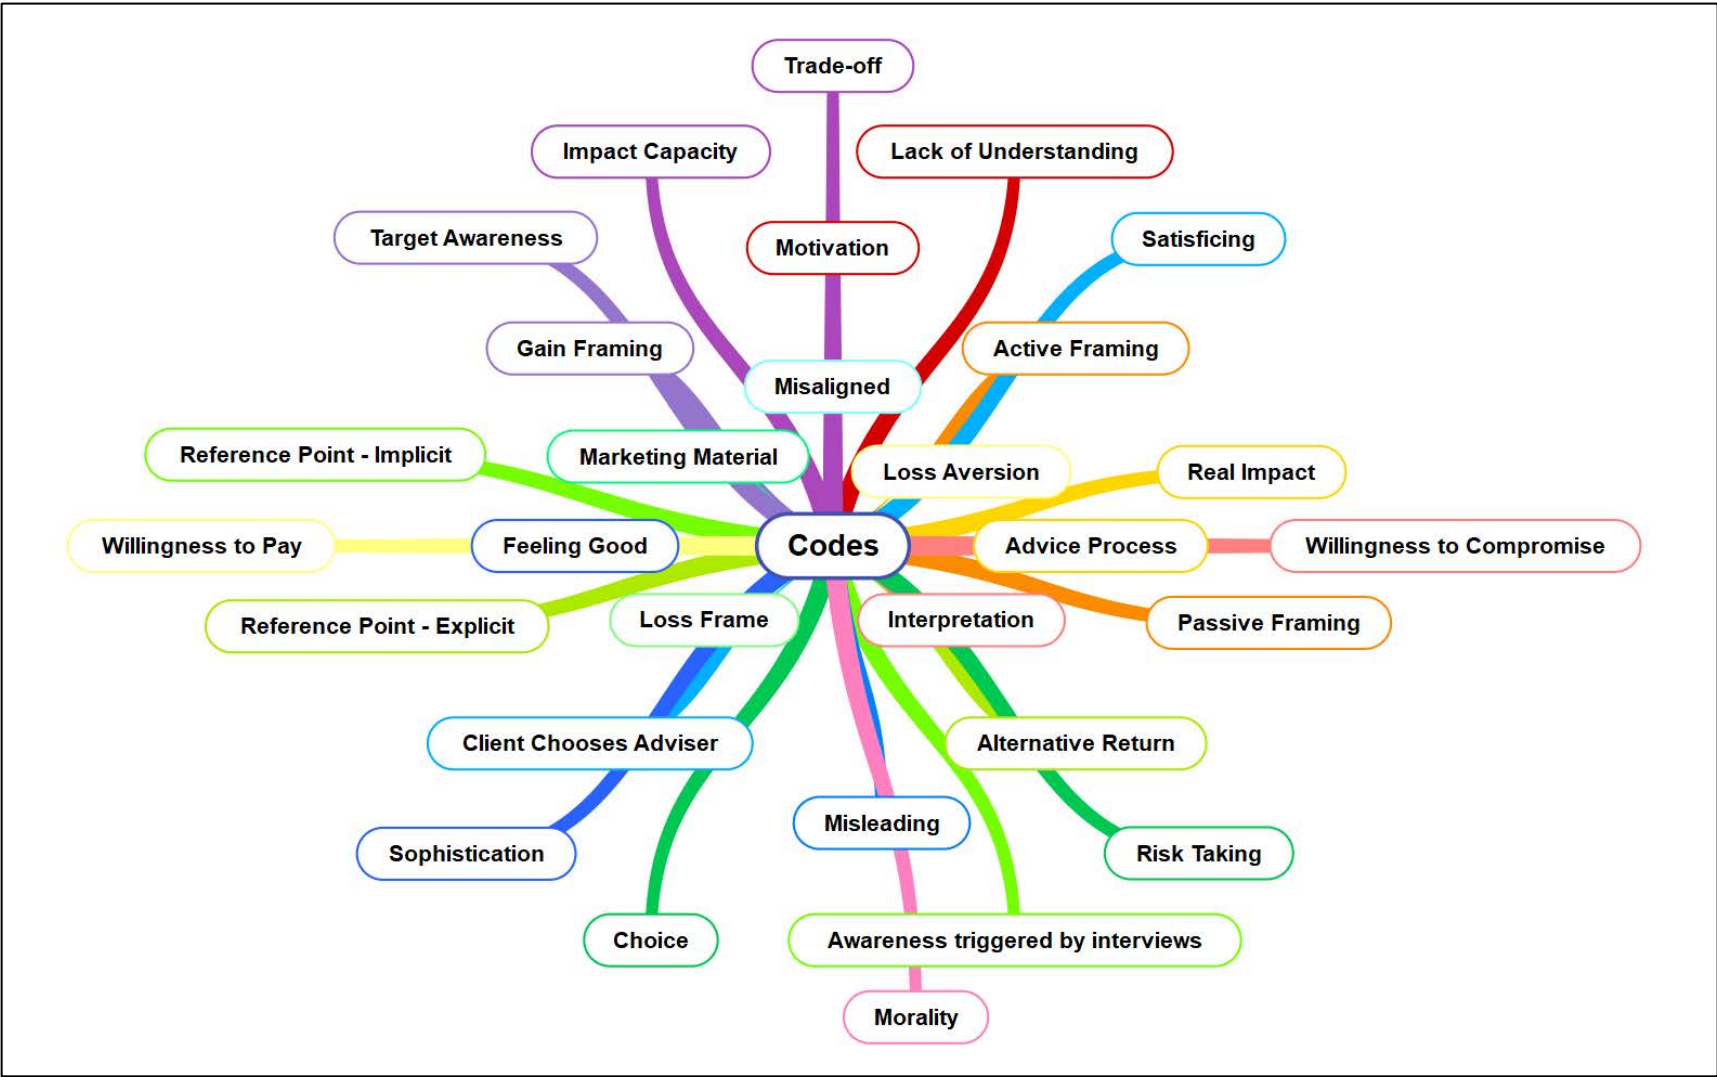 Trade-off
Impact Capacity
Lack of Understanding
Target Awareness
Motivation
Satisficing
Gain Framing
Active Framing
Misaligned
Reference Point - Implicit
Marketing Material
Loss Aversion
Real Impact
Willingness to Pay
Feeling Good
Codes
Advice Process
Willingness to Compromise
Reference Point - Explicit
Loss Frame
Interpretation
Passive Framing
Client Chooses Adviser
Alternative Return
Misleading
Sophistication
Risk Taking
Choice
Awareness triggered by interviews
Morality